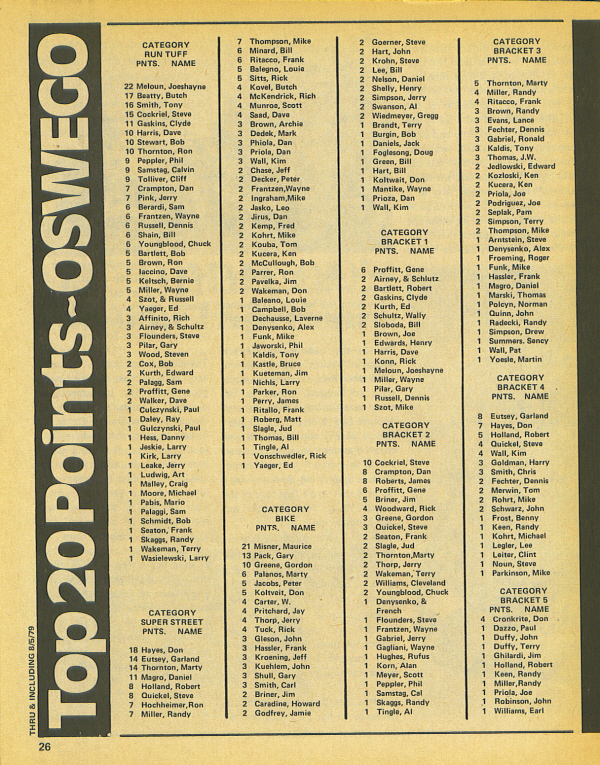 Top 20 Points~OSWEGO
THRU & INCLUDING 8/5/79
CATEGORY
RUN TUFF
PNTS. NAME
22 Meloun, Joeshayne
17 Beatty, Butch
16 Smith, Tony
15 Cockriel, Steve
11 Gaskins, Clyde
10 Harris, Dave
10 Stewart, Bob
10 Thornton, Ron
9 Peppler, Phil
9 Samstag, Calvin
9 Tolliver, Cliff
7 Crampton, Dan
7 Pink, Jerry
6 Berardi, Sam
6 Frantzen, Wayne
6 Russell, Dennis
6 Shain, Bill
6 Youngblood, Chuck
5 Bartlett, Bob
5 Brown, Ron
5 Iaccino, Dave
5 Keltsch, Bernie
5 Miller, Wayne
4 Szot, & Russell
4 Yaeger, Ed
3 Affinito, Rich
3 Airney, & Schultz
3 Flounders, Steve
3 Pilar, Gary
3 Wood, Steven
2 Cox, Bob
2 Kurth, Edward
2 Palagg, Sam
2 Proffitt, Gene
2 Walker, Dave
1 Culczynski, Paul
1 Daley, Ray
1 Gulczynski, Paul
1 Hess, Danny
1 Jeskie, Larry
1 Kirk, Larry
1 Leake, Jerry
1 Ludwig, Art
1 Malley, Craig
1 Moore, Michael
1 Pabis, Mario
1 Palaggi, Sam
1 Schmidt, Bob
1 Seaton, Frank
1 Skaggs, Randy
1 Wakeman, Terry
1 Wasielewski, Larry
CATEGORY
SUPER STREET
PNTS. NAME
18 Hayes, Don
14 Eutsey, Garland
14 Thornton, Marty
11 Magro, Daniel
8 Holland, Robert
8 Quickel, Steve
7 Hochheimer,Ron
7 Miller, Randy
7 Thompson, Mike
6 Minard, Bill
6 Ritacco, Frank
5 Balegno, Louie
5 Sitts, Rick
4 Kovel, Butch
4 McKendrick, Rich
4 Munroe, Scott
4 Saad, Dave
3 Brown, Archie
3 Dedek, Mark
3 Phiola, Dan
3 Priola, Dan
3 Wall, Kim
2 Chase, Jeff
2 Decker, Peter
2 Frantzen,Wayne
2 Ingraham,Mike
2 Jasko, Leo
2 Jirus, Dan
2 Kemp, Fred
2 Kohrt, Mike
2 Kouba, Tom
2 Kucera, Ken
2 McCullough, Bob
2 Parrer, Ron
2 Pavelka, Jim
2 Wakeman, Don
1 Baleano, Louie
1 Campbell, Bob
1 Dechausse, Laverne
1 Denysenko, Alex
1 Funk, Mike
1 Jaworski, Phil
1 Kaldis, Tony
1 Kastle, Bruce
1 Kueteman, Jim
1 Nichls, Larry
1 Parker, Ron
1 Perry, James
1 Ritallo, Frank
1 Roberg, Matt
1 Slagle, Jud
1 Thomas, Bill
1 Tingle, Al
1 Vonschwedler, Rick
1 Yaeger, Ed
CATEGORY
BIKE
PNTS. NAME
21 Misner, Maurice
13 Pack, Gary
10 Greene, Gordon
6 Palanos, Marty
5 Jacobs, Peter
5 Koltveit, Don
4 Carter, W.
4 Pritchard, Jay
4 Thorp, Jerry
4 Tuck, Rick
3 Gleson, John
3 Hassler, Frank
3 Kroening, Jeff
3 Kuehlem, John
3 Shull, Gary
3 Smith, Carl
2 Briner, Jim
2 Caradine, Howard
2 Godfrey, Jamie
2 Goerner, Steve
2 Hart, John
2 Krohn, Steve
2 Lee, Bill
2 Nelson, Daniel
2 Shelly, Henry
2 Simpson, Jerry
2 Swanson, Al
2 Wiedmeyer, Gregg
1 Brandt, Terry
1 Burgin, Bob
1 Daniels, Jack
1 Foglesong, Doug
1 Green, Bill
1 Hart, Bill
1 Koltwait, Don
1 Mantike, Wayne
1 Prioza, Dan
1 Wall, Kim
CATEGORY
BRACKET 1
PNTS. NAME
6 Proffitt, Gene
2 Airney, & Schlutz
2 Bartlett, Robert
2 Gaskins, Clyde
2 Kurth, Ed
2 Schultz, Wally
2 Sloboda, Bill
1 Brown, Joe
1 Edwards, Henry
1 Harris, Dave
1 Konn, Rick
1 Meloun, Joeshayne
1 Miller, Wayne
1 Pilar, Gary
1 Russell, Dennis
1 Szot, Mike
CATEGORY
BRACKET 2
PNTS. NAME
10 Cockriel, Steve
8 Crampton, Dan
8 Roberts, James
6 Proffitt, Gene
5 Briner, Jim
4 Woodward, Rick
3 Greene, Gordon
3 Quickel, Steve
2 Seaton, Frank
2 Slagle, Jud
2 Thornton,Marty
2 Thorp, Jerry
2 Wakeman, Terry
2 Williams, Cleveland
2 Youngblood, Chuck
1 Denysenko, &
French
1 Flounders, Steve
1 Frantzen, Wayne
1 Gabriel, Jerry
1 Gagliani, Wayne
1 Hughes, Rufus
1 Korn, Alan
1 Meyer, Scott
1 Peppler, Phil
1 Samstag, Cal
1 Skaggs, Randy
1 Tingle, Al
CATEGORY
BRACKET 3
PNTS. NAME
5 Thornton, Marty
4 Miller, Randy
4 Ritacco, Frank
3 Brown, Randy
3 Evans, Lance
3 Fechter, Dennis
3 Gabriel, Ronald
3 Kaldis, Tony
3 Thomas, J.W.
2 Jedlowski, Edward
2 Kozloski, Ken
2 Kucera, Ken
2 Priola, Joe
2 Podriguez, Joe
2 Seplak, Pam
2 Simpson, Terry
2 Thompson, Mike
1 Arntstein, Steve
1 Denysenko, Alex
1 Froeming, Roger
1 Funk, Mike
1 Hassler, Frank
1 Magro, Daniel
1 Marski, Thomas
1 Polcyn, Norman
1 Quinn, John
1 Radecki, Randy
1 Simpson, Drew
1 Summers. Sency
1 Wall, Pat
1 Yoesle, Martin
CATEGORY
BRACKET 4
PNTS. NAME
8 Eutsey, Garland
7 Hayes, Don
5 Holland, Robert
4 Quickel, Steve
4 Wall, Kim
3 Goldman, Harry
3 Smith, Chris
2 Fechter, Dennis
2 Merwin, Tom
2 Rohrt, Mike
2 Schwarz, John
1 Frost, Benny
1 Keen, Randy
1 Kohrt, Michael
1 Legler, Lee
1 Leiter, Clint
1 Noun, Steve
1 Parkinson, Mike
CATEGORY
BRACKET 5
PNTS. NAME
4 Cronkrite, Don
1 Dazzo, Paul
1 Duffy, John
1 Duffy, Terry
1 Ghilardi, Jim
1 Holland, Robert
1 Keen, Randy
1 Miller,Randy
1 Priola, Joe
1 Robinson, John
1 Williams, Earl
26